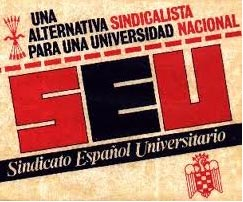 UNA
ALTERNATIVA SINDICALISTA
PARA UNA UNIVERSIDAD NACIONAL
SEU
Sindicato Español Universitario